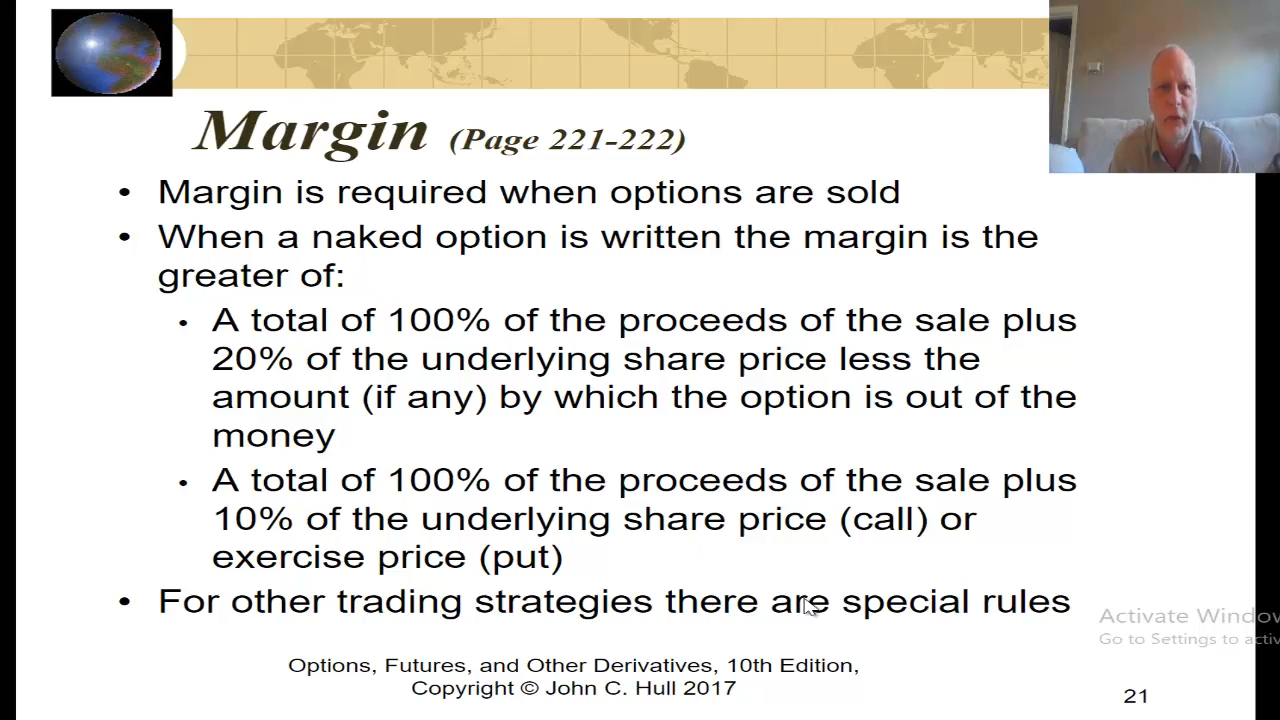 Margin (Page 221-222)
• Margin is required when options are sold
• When a naked option is written the margin is the
greater of:
• A total of 100% of the proceeds of the sale plus
20% of the underlying share price less the
amount (if any) by which the option is out of the
money
• A total of 100% of the proceeds of the sale plus
10% of the underlying share price (call) or
exercise price (put)
• For other trading strategies there are special rules
Activate Window
Go to Settings to activ
Options, Futures, and Other Derivatives, 10th Edition,
Copyright © John C. Hull 2017
21